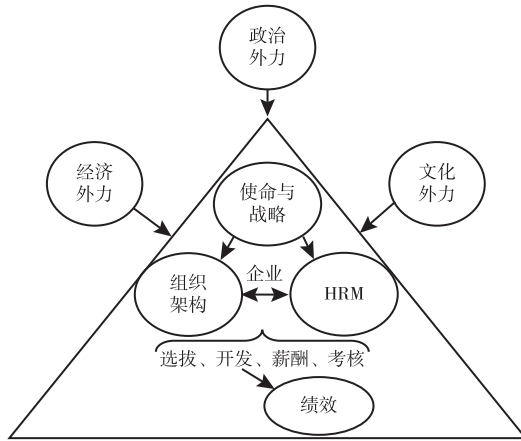 政治
外力
经济
外力
文化
外力
使命与
战略
组织
架构
企业
HRM
选拔、开发、薪酬、考核
绩效